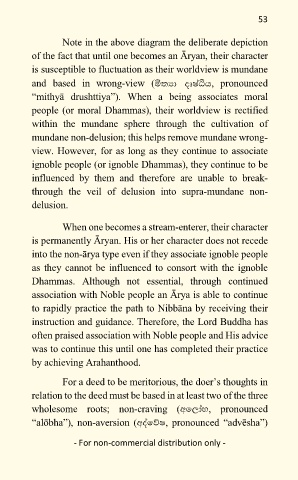 53
Note in the above diagram the deliberate depiction
of the fact that until one becomes an Āryan, their character
is susceptible to fluctuation as their worldview is mundane
and based in wrong-view (මිත්‍යා දෘෂ්ටිය, pronounced
“mithyā drushttiya”). When a being associates moral
people (or moral Dhammas), their worldview is rectified
within the mundane sphere through the cultivation of
mundane non-delusion; this helps remove mundane wrong-
view. However, for as long as they continue to associate
ignoble people (or ignoble Dhammas), they continue to be
influenced by them and therefore are unable to break-
through the veil of delusion into supra-mundane non-
delusion.
When one becomes a stream-enterer, their character
is permanently Āryan. His or her character does not recede
into the non-ārya type even if they associate ignoble people
as they cannot be influenced to consort with the ignoble
Dhammas. Although not essential, through continued
association with Noble people an Ārya is able to continue
to rapidly practice the path to Nibbāna by receiving their
instruction and guidance. Therefore, the Lord Buddha has
often praised association with Noble people and His advice
was to continue this until one has completed their practice
by achieving Arahanthood.
For a deed to be meritorious, the doer’s thoughts in
relation to the deed must be based in at least two of the three
wholesome roots; non-craving (අලෝභ, pronounced
“alōbha”), non-aversion (අද්වේෂ, pronounced “advēsha”)
- For non-commercial distribution only -